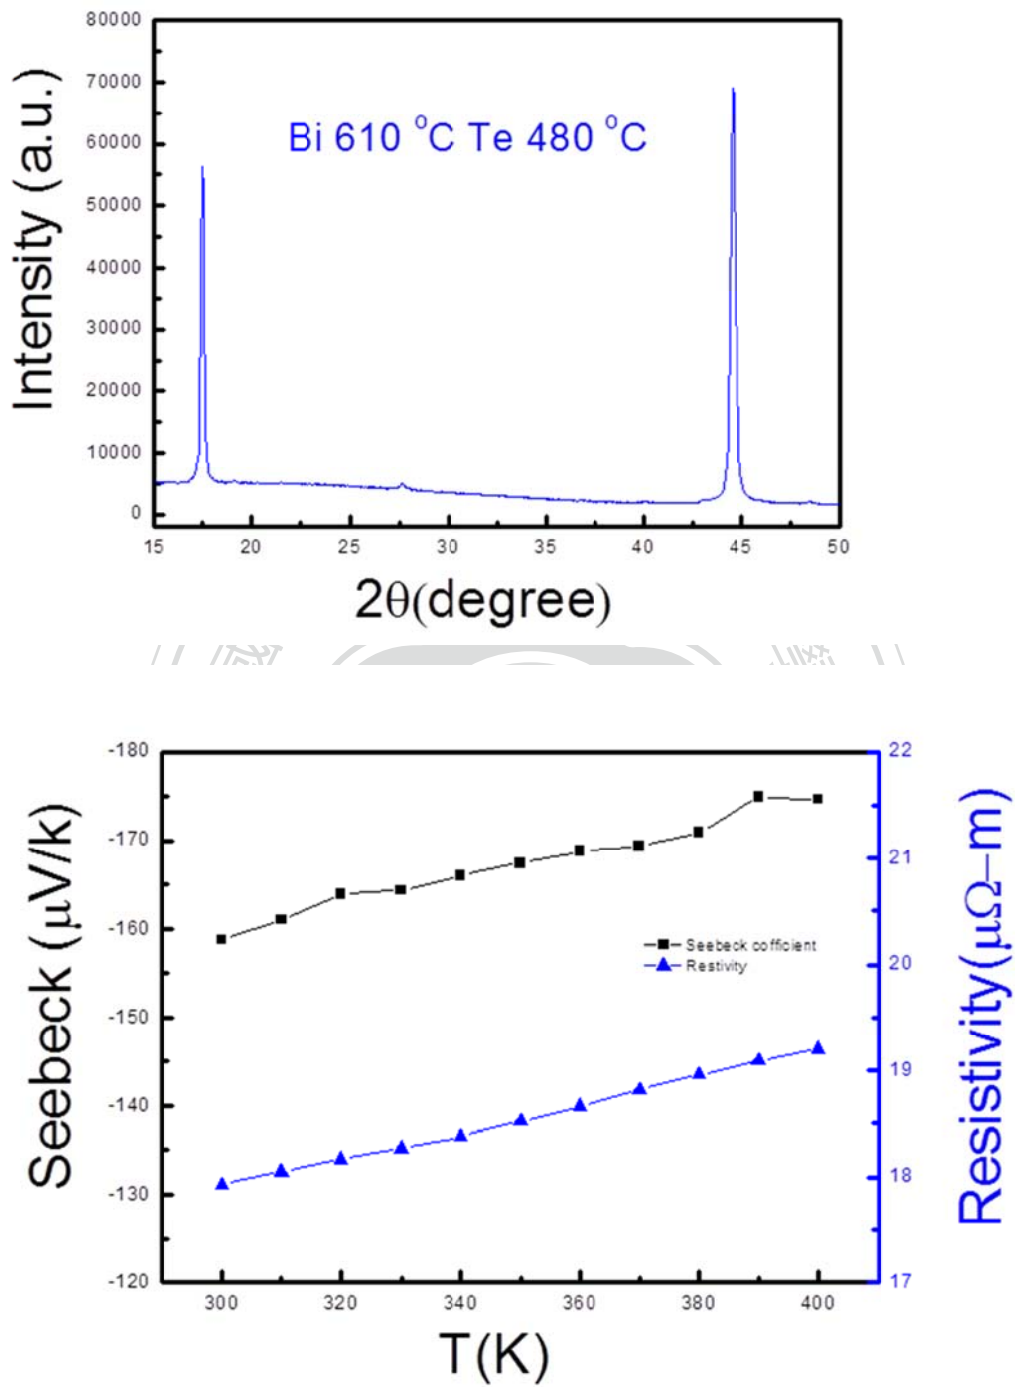 80000
70000
60000
50000
40000
30000
20000
10000
0
Intensity (a.u.)
Bi 610 °C Te 480 °C
15 20 25 30 35 40 45 50
2θ(degree)
-180
-170
-160
-150
-140
-130
-120
Seebeck (μV/k)
Seebeck cofficient
Restivity
22
21
20
19
18
17
Resistivity(μΩ−m)
300 320 340 360 380 400
T(K)